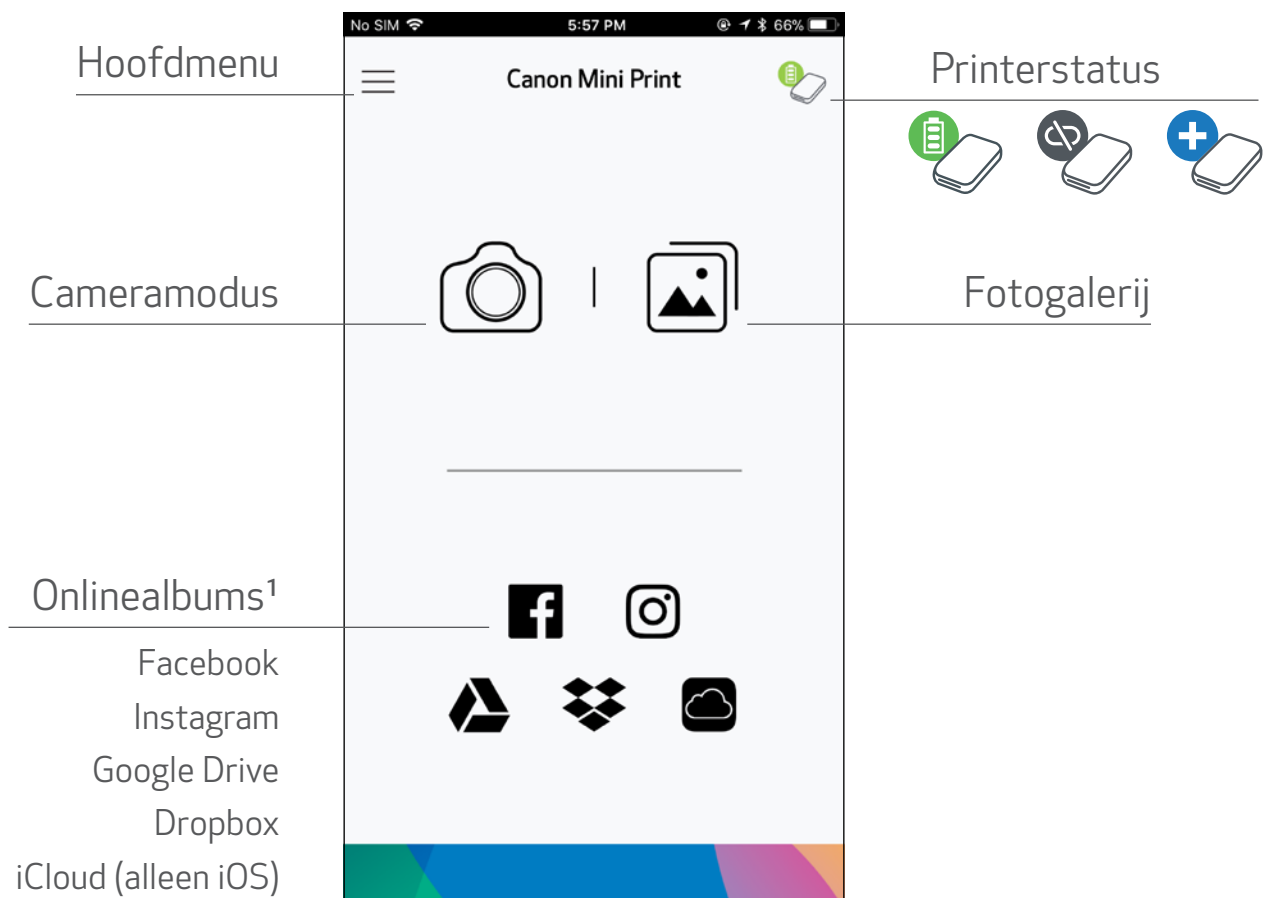 No SIM 5:57 PM 66%
Hoofdmenu
Canon Mini Print
Printerstatus
Cameramodus
Fotogalerij
Onlinealbums¹
Facebook
Instagram
Google Drive
Dropbox
iCloud (alleen iOS)